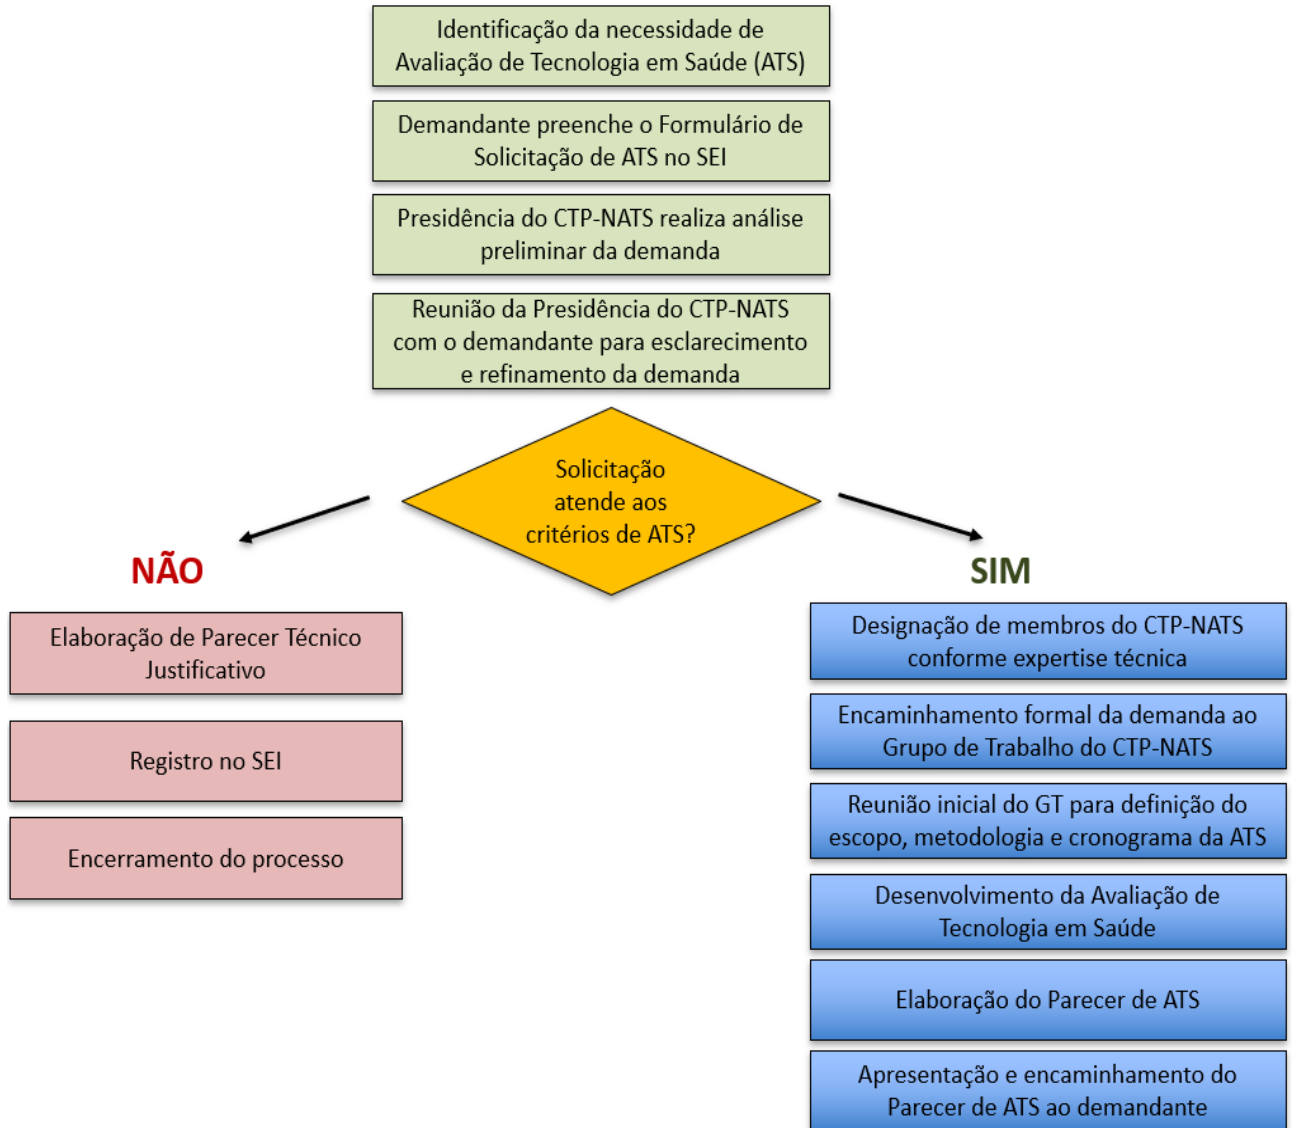 Identificação da necessidade de
Avaliação de Tecnologia em Saúde (ATS)
Demandante preenche o Formulário de
Solicitação de ATS no SEI
Presidência do CTP-NATS realiza análise
preliminar da demanda
Reunião da Presidência do CTP-NATS
com o demandante para esclarecimento
e refinamento da demanda
Solicitação
atende aos
critérios de ATS?
NÃO
Elaboração de Parecer Técnico
Justificativo
Registro no SEI
Encerramento do processo
SIM
Designação de membros do CTP-NATS
conforme expertise técnica
Encaminhamento formal da demanda ao
Grupo de Trabalho do CTP-NATS
Reunião inicial do GT para definição do
escopo, metodologia e cronograma da ATS
Desenvolvimento da Avaliação de
Tecnologia em Saúde
Elaboração do Parecer de ATS
Apresentação e encaminhamento do
Parecer de ATS ao demandante